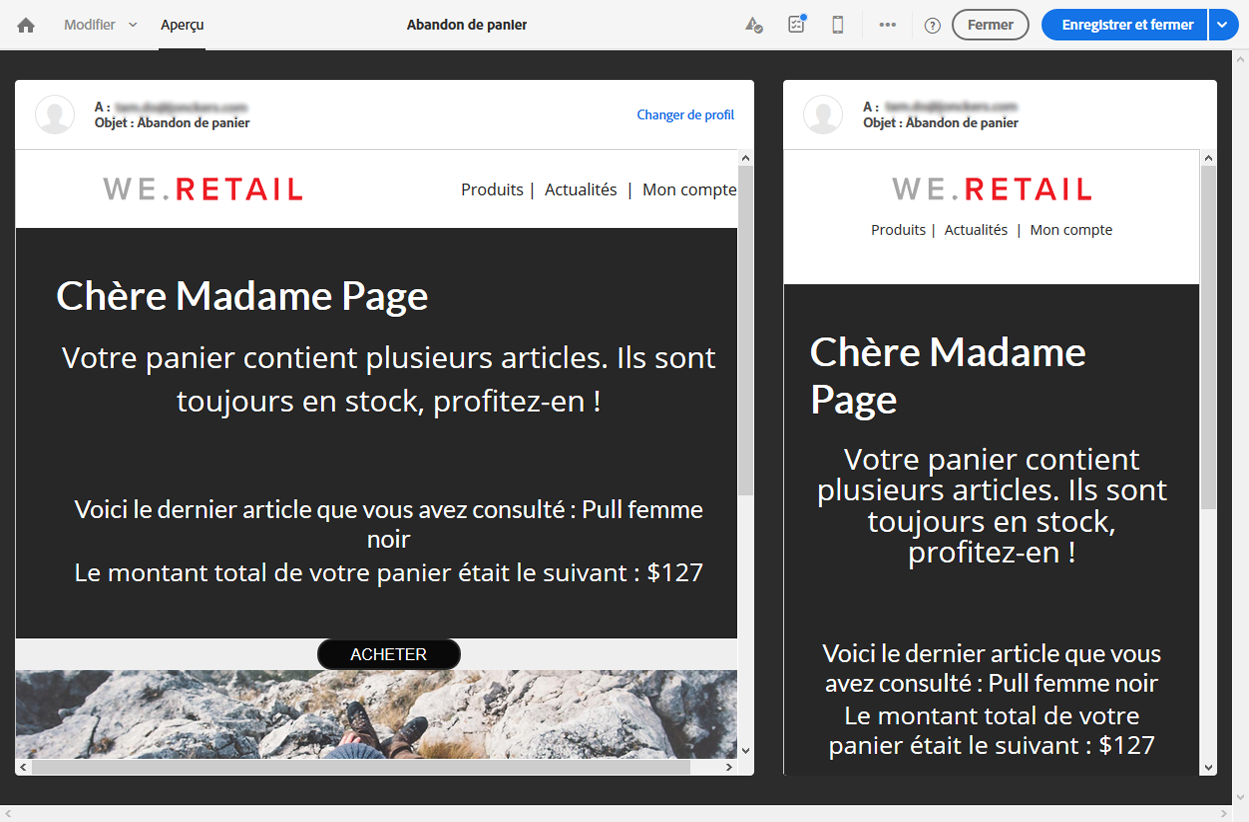 Modifier Aperçu Abandon de panier Fermer Enregistrer et fermer
A :
Objet : Abandon de panier
Changer de profil
WE.RETAIL Produits | Actualités | Mon compte
Chère Madame Page
Votre panier contient plusieurs articles. Ils sont
toujours en stock, profitez-en !
Voici le dernier article que vous avez consulté : Pull femme
noir
Le montant total de votre panier était le suivant : $127
ACHETER
A :
Objet : Abandon de panier
WE.RETAIL
Produits | Actualités | Mon compte
Chère Madame
Page
Votre panier contient
plusieurs articles. Ils sont
toujours en stock,
profitez-en !
Voici le dernier article que vous
avez consulté : Pull femme noir
Le montant total de votre
panier était le suivant : $127